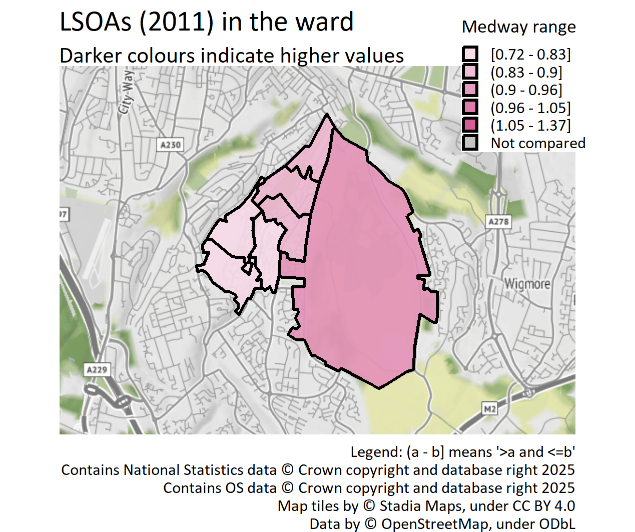 LSOAs (2011) in the ward
Darker colours indicate higher values
Medway range
[0.72 - 0.83]
(0.83 - 0.9]
(0.9 - 0.96]
(0.96 - 1.05]
(1.05 - 1.37]
Not compared
City Way
A230
97
A278
Wigmore
A229
M2
Legend: (a - b] means '>a and <=b'
Contains National Statistics data © Crown copyright and database right 2025
Contains OS data © Crown copyright and database right 2025
Map tiles by © Stadia Maps, under CC BY 4.0
Data by © OpenStreetMap, under ODbL